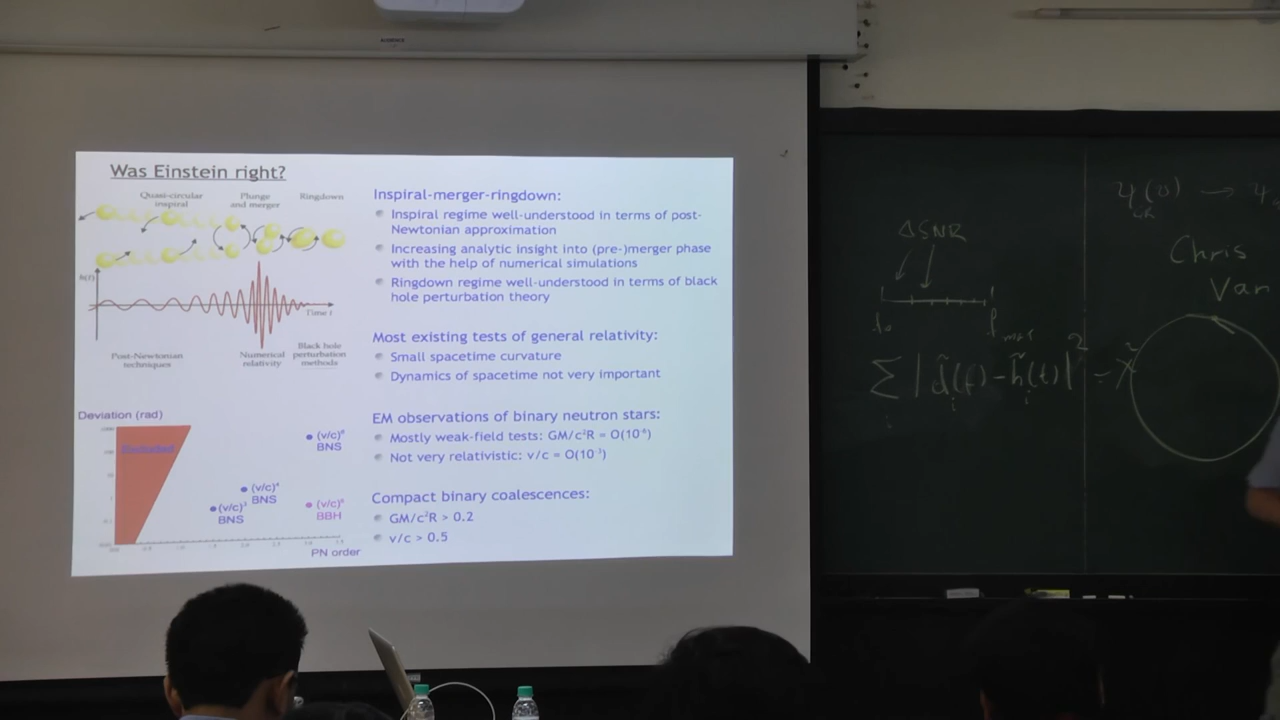 Was Einstein right?
Quasi-circular
inspiral
Plunge
and merger
Ringdown
h(t)
Time t
Post-Newtonian
techniques
Numerical
relativity
Black hole
perturbation
methods
Deviation (rad)
(v/c)⁶
BNS
(v/c)⁴
BNS
(v/c)³
BNS
(v/c)⁶
BBH
PN order
Inspiral-merger-ringdown:
Inspiral regime well-understood in terms of post-
Newtonian approximation
Increasing analytic insight into (pre-)merger phase
with the help of numerical simulations
Ringdown regime well-understood in terms of black
hole perturbation theory
Most existing tests of general relativity:
Small spacetime curvature
Dynamics of spacetime not very important
EM observations of binary neutron stars:
Mostly weak-field tests: GM/c²R = O(10⁻⁶)
Not very relativistic: v/c = O(10⁻³)
Compact binary coalescences:
GM/c²R > 0.2
v/c > 0.5
ΔSNR
f₀
f max
Σ | d̃ᵢ(f) - h̃ᵢ(f) |² = χ²
Chris
Van